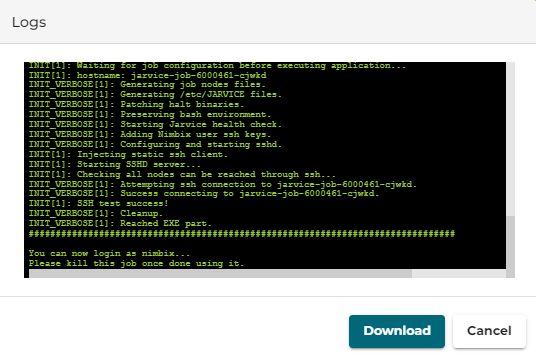 Logs
INIT[1]: Waiting for job configuration before executing application...
INIT[1]: hostname: jarvice-job-6000461-cjwkd
INIT_VERBOSE[1]: Generating job nodes files.
INIT_VERBOSE[1]: Generating /etc/JARVICE files.
INIT_VERBOSE[1]: Patching halt binaries.
INIT_VERBOSE[1]: Preserving bash environment.
INIT_VERBOSE[1]: Starting Jarvice health check.
INIT_VERBOSE[1]: Adding Nimbix user ssh keys.
INIT_VERBOSE[1]: Configuring and starting sshd.
INIT[1]: Injecting static ssh client.
INIT[1]: Starting SSHD server...
INIT[1]: Checking all nodes can be reached through ssh...
INIT_VERBOSE[1]: Attempting ssh connection to jarvice-job-6000461-cjwkd.
INIT_VERBOSE[1]: Success connecting to jarvice-job-6000461-cjwkd.
INIT[1]: SSH test success!
INIT_VERBOSE[1]: Cleanup.
INIT_VERBOSE[1]: Reached EXE part.
################################################################################
You can now login as nimbix...
Please kill this job once done using it.
Download
Cancel